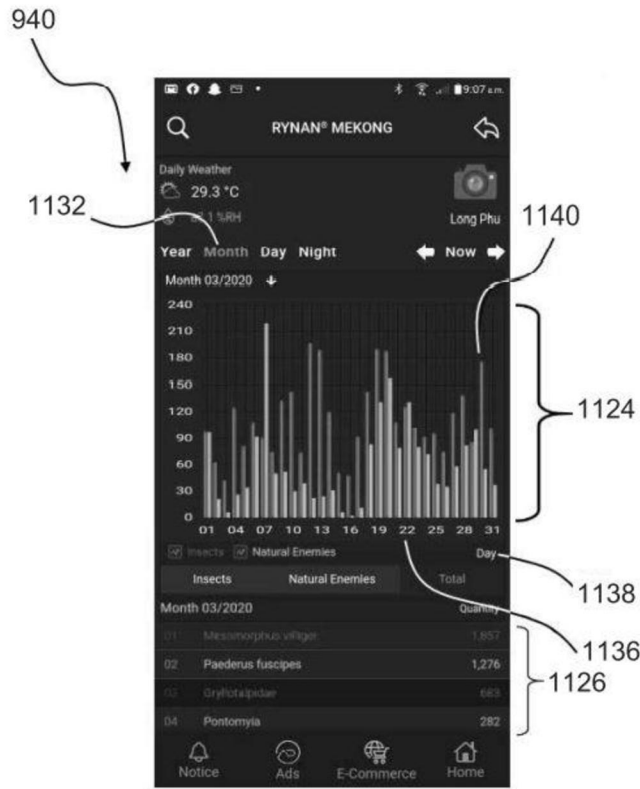 940
9:07 a.m.
RYNAN® MEKONG
Daily Weather
29.3 °C
1132
%RH
Long Phu
1140
Year Month Day Night
Now
Month 03/2020
240
210
180
150
1124
120
90
60
30
0
01 04 07 10 13 16 19 22 25 28 31
Insects Natural Enemies
Day
1138
Insects Natural Enemies Total
Month 03/2020 Quantity
1136
01 Mesomorphus villiger 1,857
1126
02 Paederus fuscipes 1,276
03 Gryllotalpidae 683
04 Pontomyia 282
Notice Ads E-Commerce Home